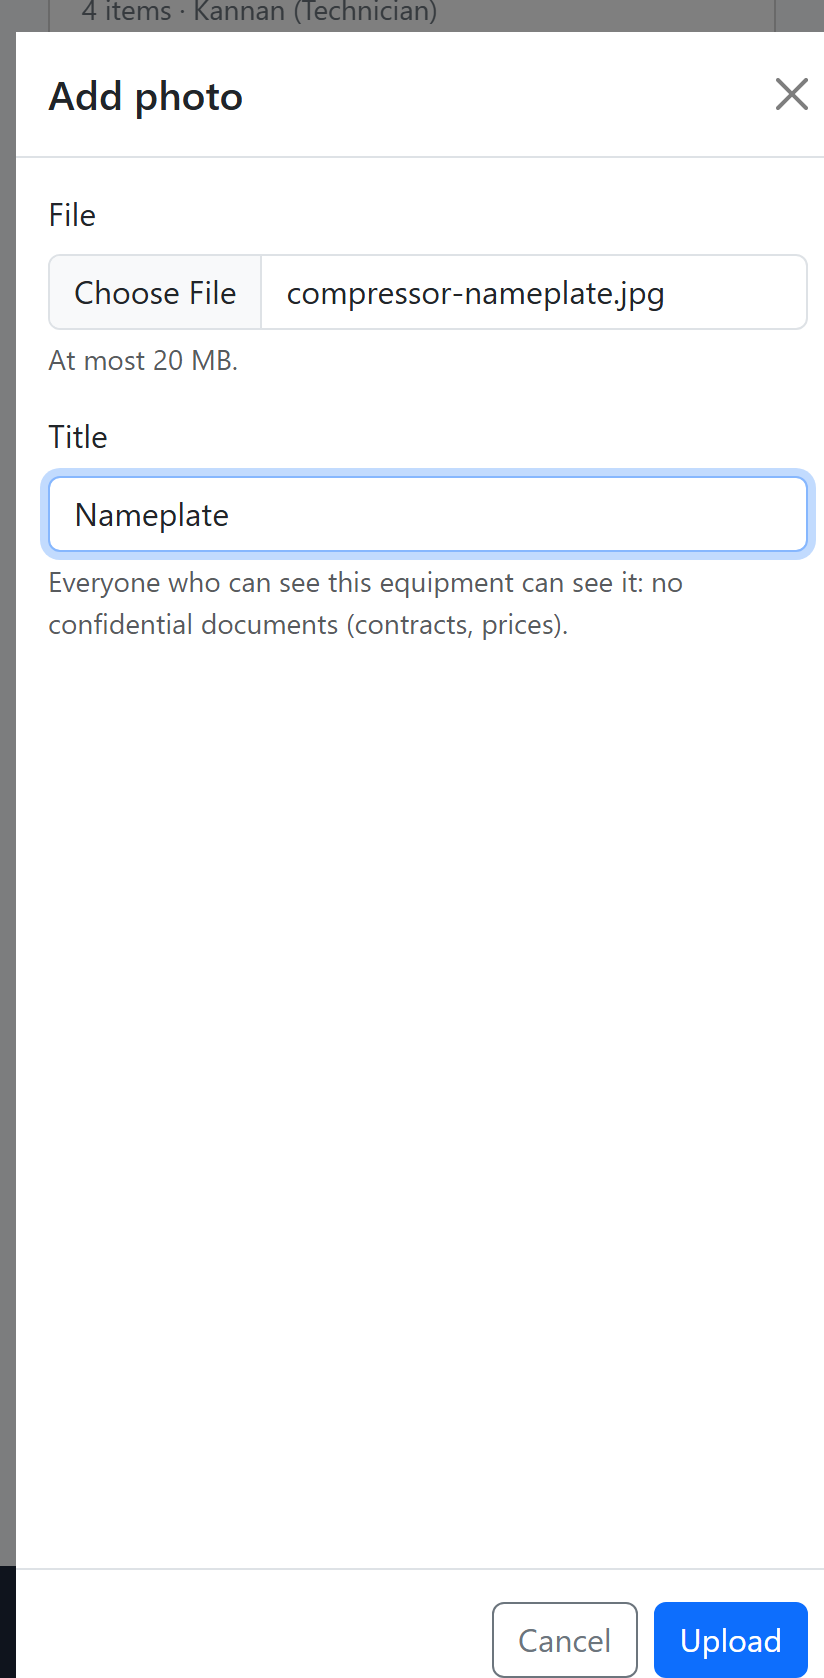 4 items · Kannan (Technician)
Add photo
File
Choose File compressor-nameplate.jpg
At most 20 MB.
Title
Nameplate
Everyone who can see this equipment can see it: no
confidential documents (contracts, prices).
Cancel Upload